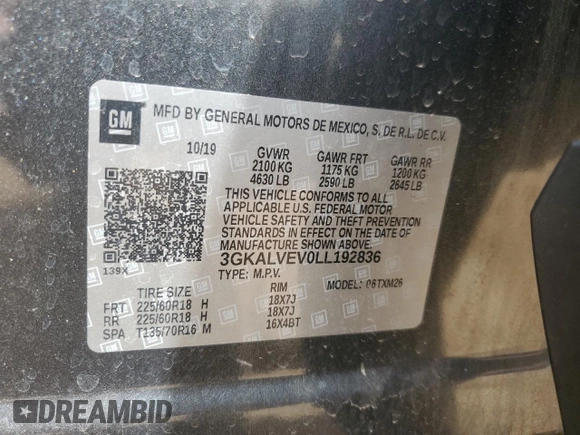 GM
MFD BY GENERAL MOTORS DE MEXICO, S. DE R.L. DE C.V.
10/19 GVWR GAWR FRT GAWR RR
2100 KG 1175 KG 1200 KG
4630 LB 2590 LB 2645 LB
THIS VEHICLE CONFORMS TO ALL
APPLICABLE U.S. FEDERAL MOTOR
VEHICLE SAFETY AND THEFT PREVENTION
STANDARDS IN EFFECT ON THE DATE OF
MANUFACTURE SHOWN ABOVE.
139X 3GKALVEV0LL192836
TYPE: M.P.V. MODEL: 06TXM26
TIRE SIZE RIM
FRT 225/60R18 H 18X7J
RR 225/60R18 H 18X7J
SPA T135/70R16 M 16X4BT
DREAMBID